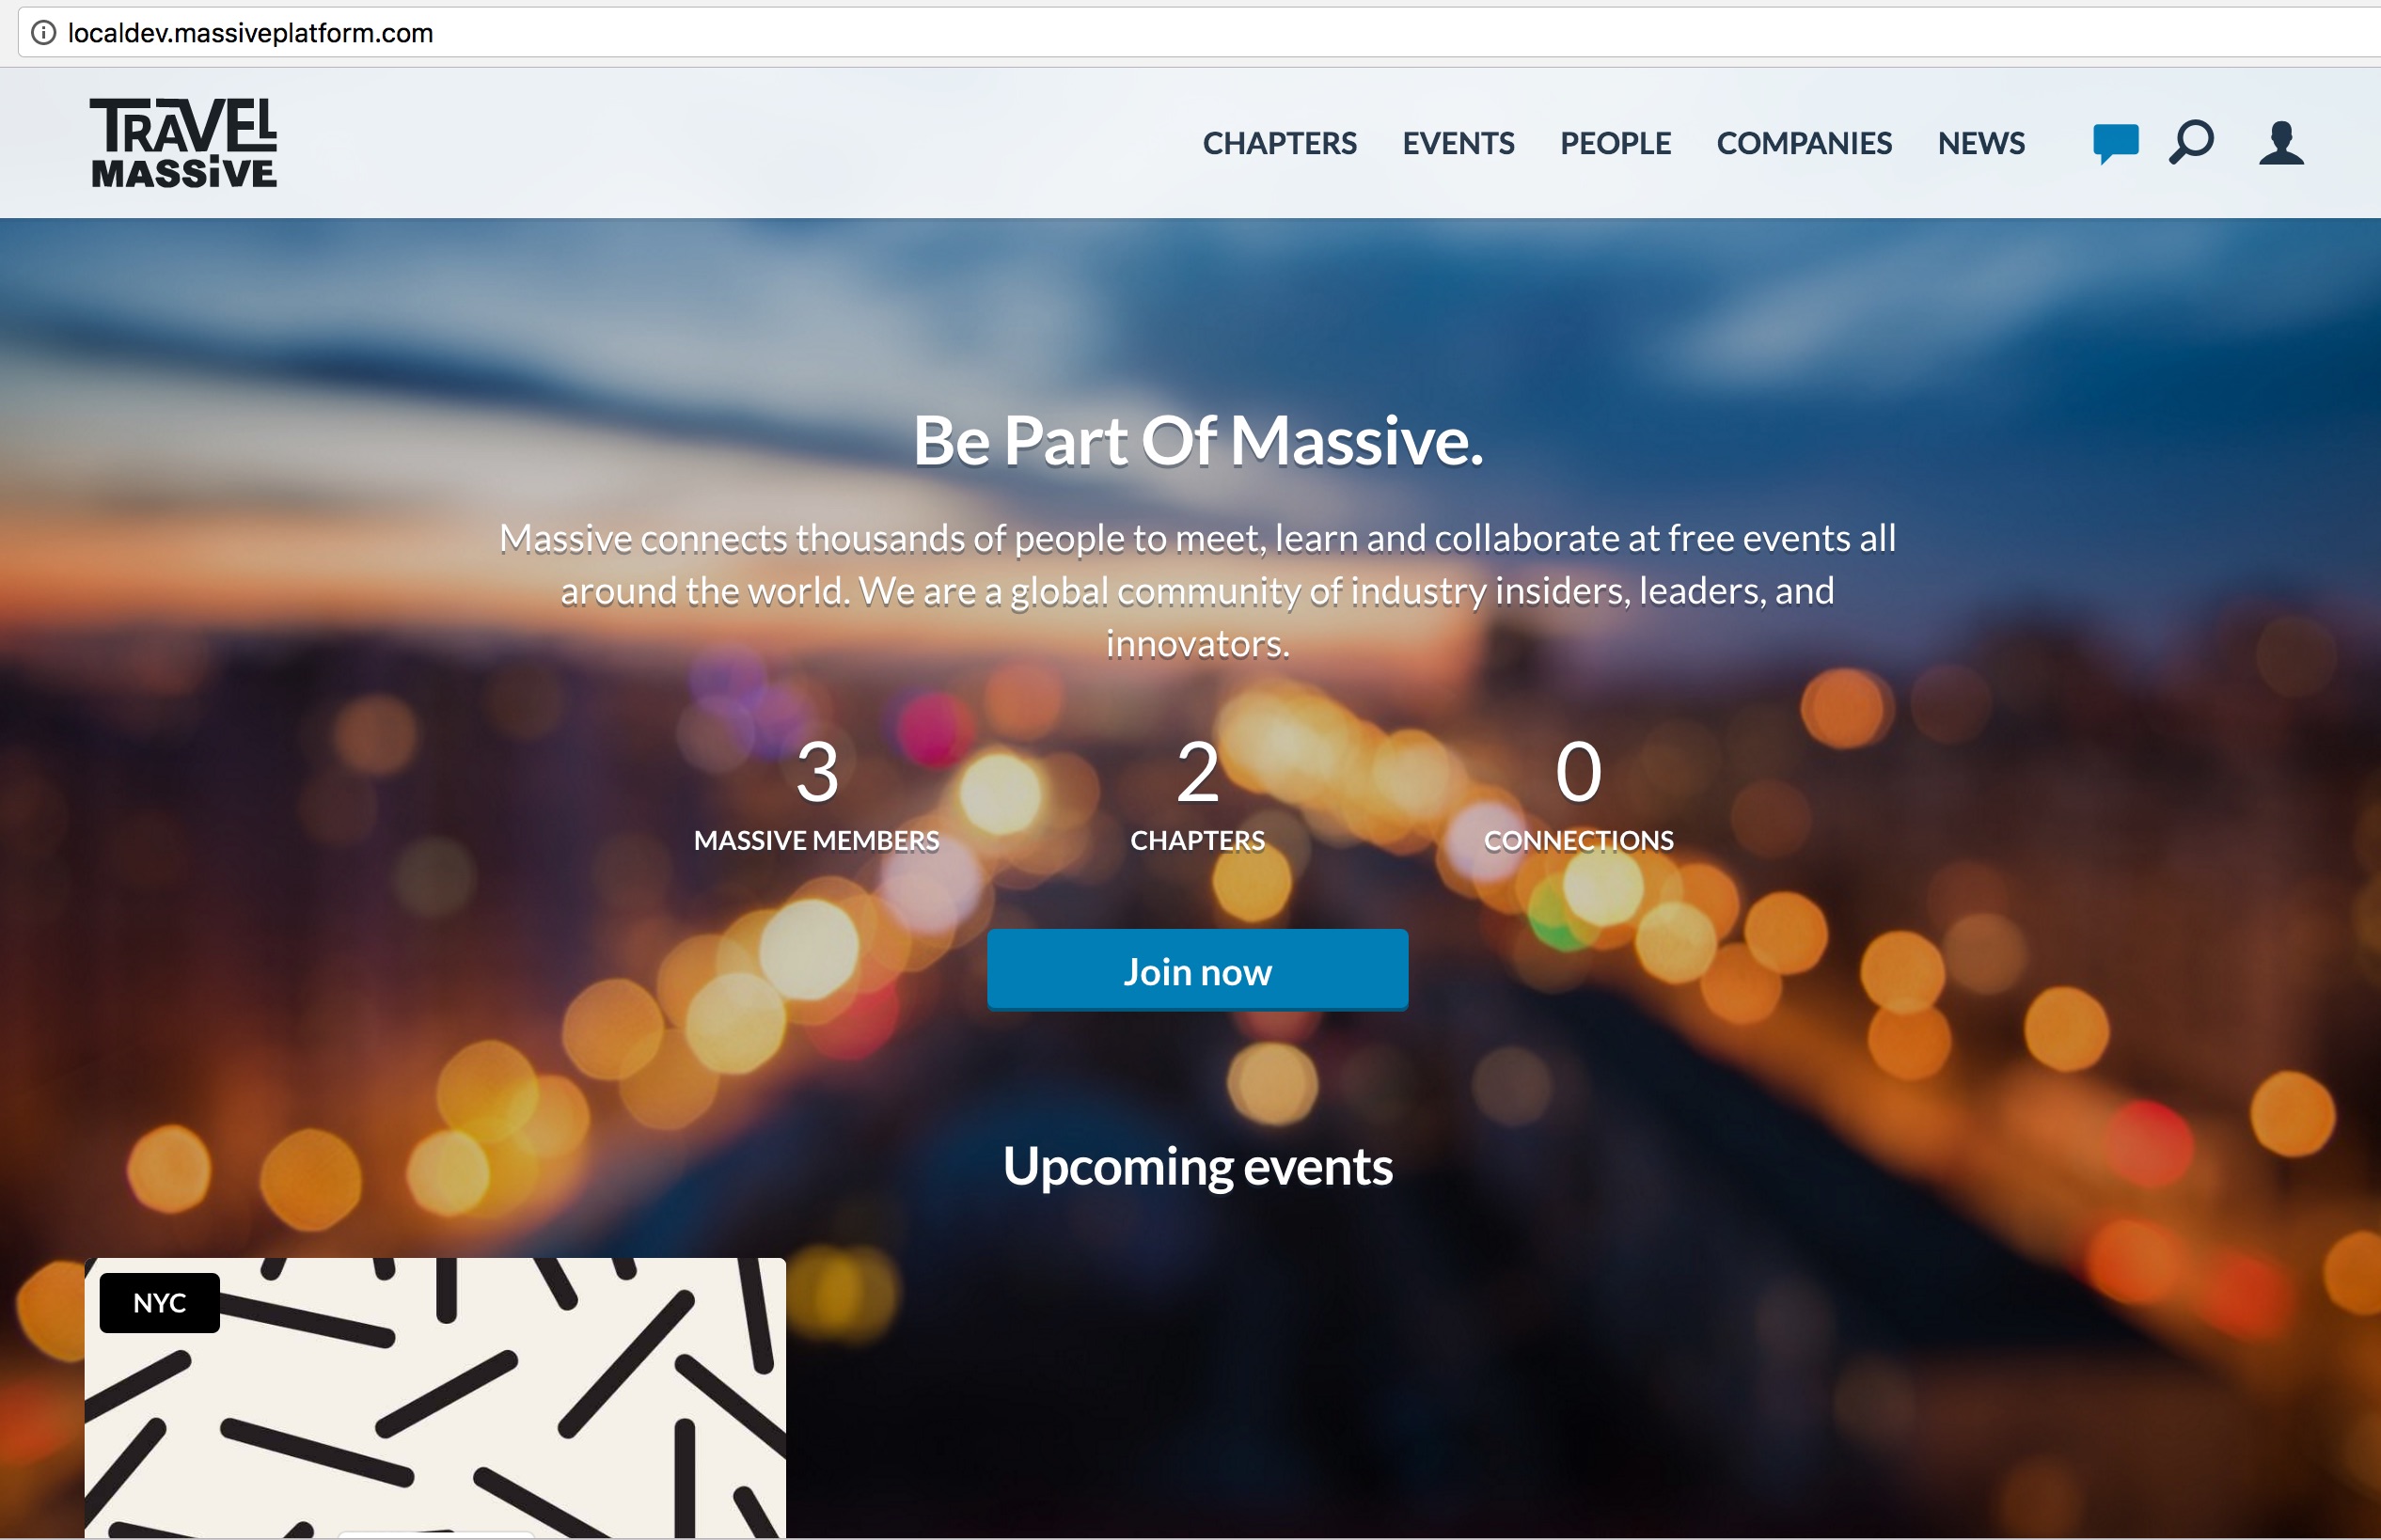 localdev.massiveplatform.com
TRAVEL
MASSiVE
CHAPTERS EVENTS PEOPLE COMPANIES NEWS
Be Part Of Massive.
Massive connects thousands of people to meet, learn and collaborate at free events all
around the world. We are a global community of industry insiders, leaders, and
innovators.
3 2 0
MASSIVE MEMBERS CHAPTERS CONNECTIONS
Join now
Upcoming events
NYC